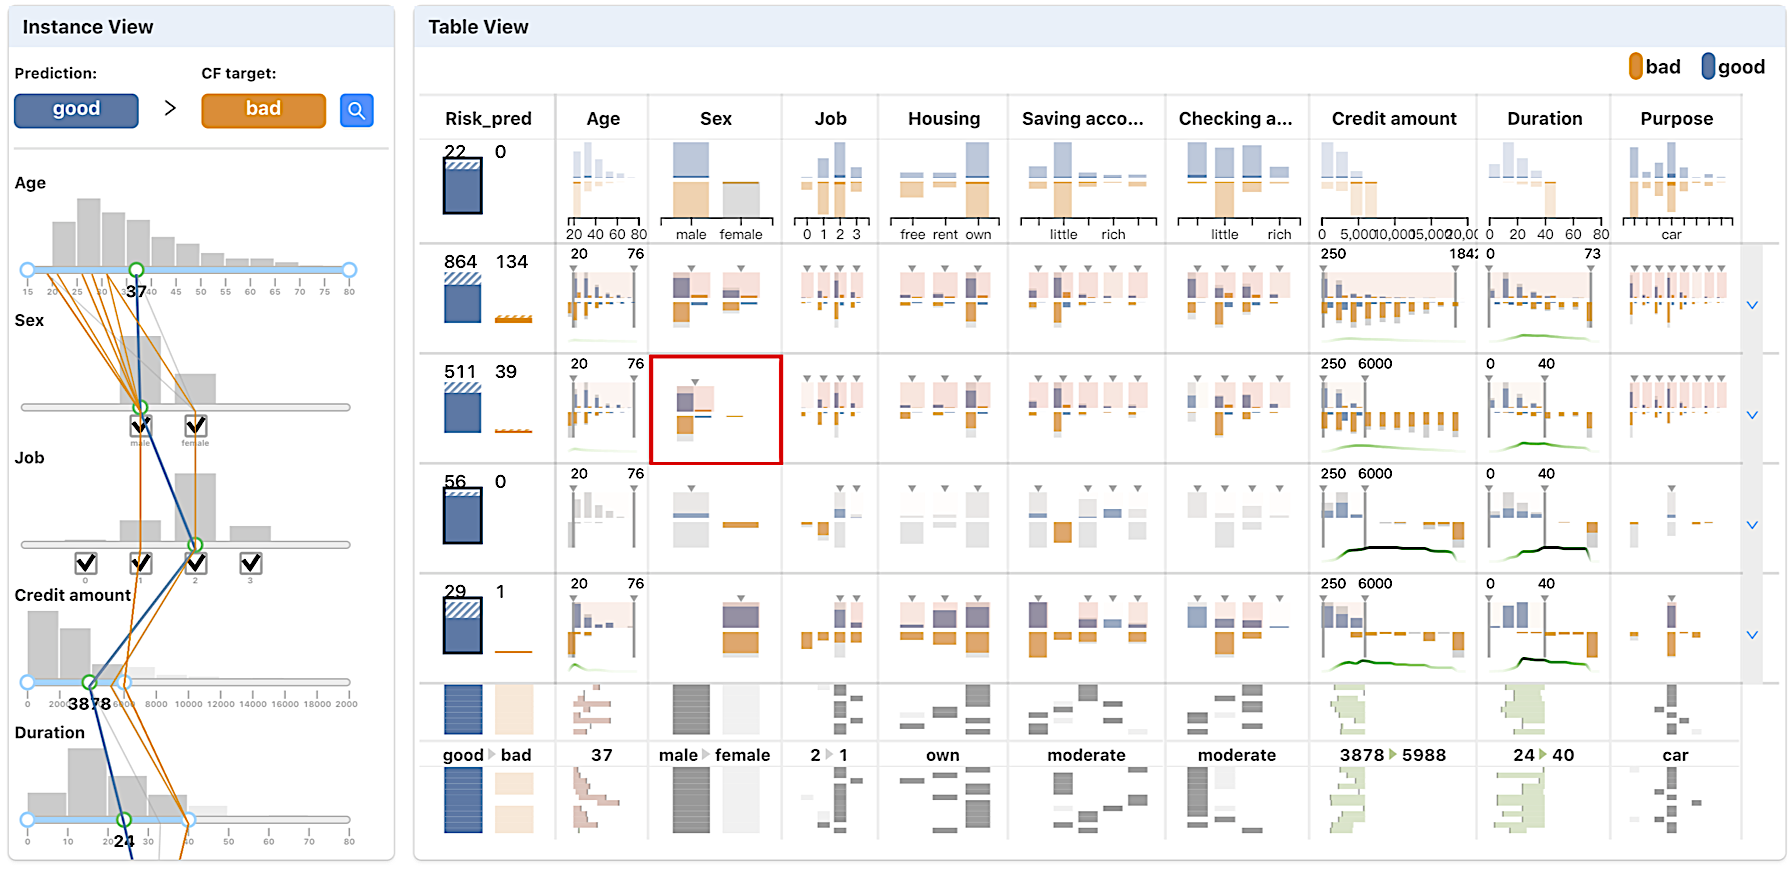 Instance View
Prediction:
CF target:
good > bad
Age
15 20 25 30 37 40 45 50 55 60 65 70 75 80
Sex
male female
Job
0 1 2 3
Credit amount
0 2000 3878 6000 8000 10000 12000 14000 16000 18000 2000
Duration
0 10 20 24 30 40 50 60 70 80
Table View
bad good
Risk_pred Age Sex Job Housing Saving acco... Checking a... Credit amount Duration Purpose
22 0
20 40 60 80 male female 0 1 2 3 free rent own little rich little rich 0 5,000 10,000 15,000 20,00 0 20 40 60 80 car
864 134 20 76 250 1842 0 73
511 39 20 76 250 6000 0 40
56 0 20 76 250 6000 0 40
29 1 20 76 250 6000 0 40
good bad 37 male female 2 1 own moderate moderate 3878 5988 24 40 car